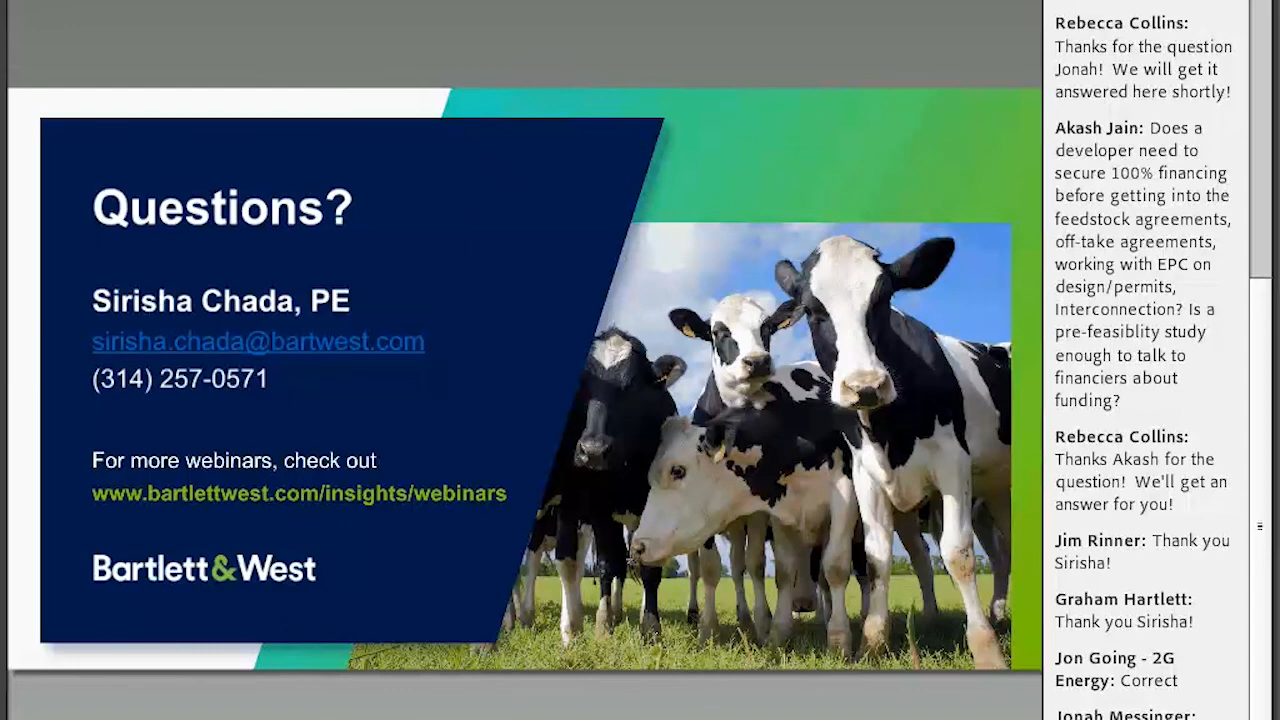 Questions?
Sirisha Chada, PE
sirisha.chada@bartwest.com
(314) 257-0571
For more webinars, check out
www.bartlettwest.com/insights/webinars
Bartlett&West
Rebecca Collins:
Thanks for the question
Jonah!  We will get it
answered here shortly!
Akash Jain: Does a
developer need to
secure 100% financing
before getting into the
feedstock agreements,
off-take agreements,
working with EPC on
design/permits,
Interconnection? Is a
pre-feasiblity study
enough to talk to
financiers about
funding?
Rebecca Collins:
Thanks Akash for the
question!  We'll get an
answer for you!
Jim Rinner: Thank you
Sirisha!
Graham Hartlett:
Thank you Sirisha!
Jon Going - 2G
Energy: Correct
Jonah Messinger: